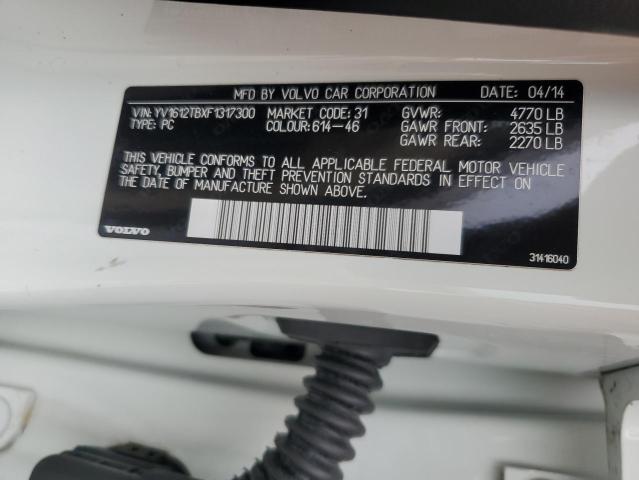 MFD BY VOLVO CAR CORPORATION DATE: 04/14
VIN: YV1612TBXF1317300 MARKET CODE: 31 GVWR: 4770 LB
TYPE: PC COLOUR: 614-46 GAWR FRONT: 2635 LB
GAWR REAR: 2270 LB
THIS VEHICLE CONFORMS TO ALL APPLICABLE FEDERAL MOTOR VEHICLE
SAFETY, BUMPER AND THEFT PREVENTION STANDARDS IN EFFECT ON
THE DATE OF MANUFACTURE SHOWN ABOVE.
VOLVO 31416040